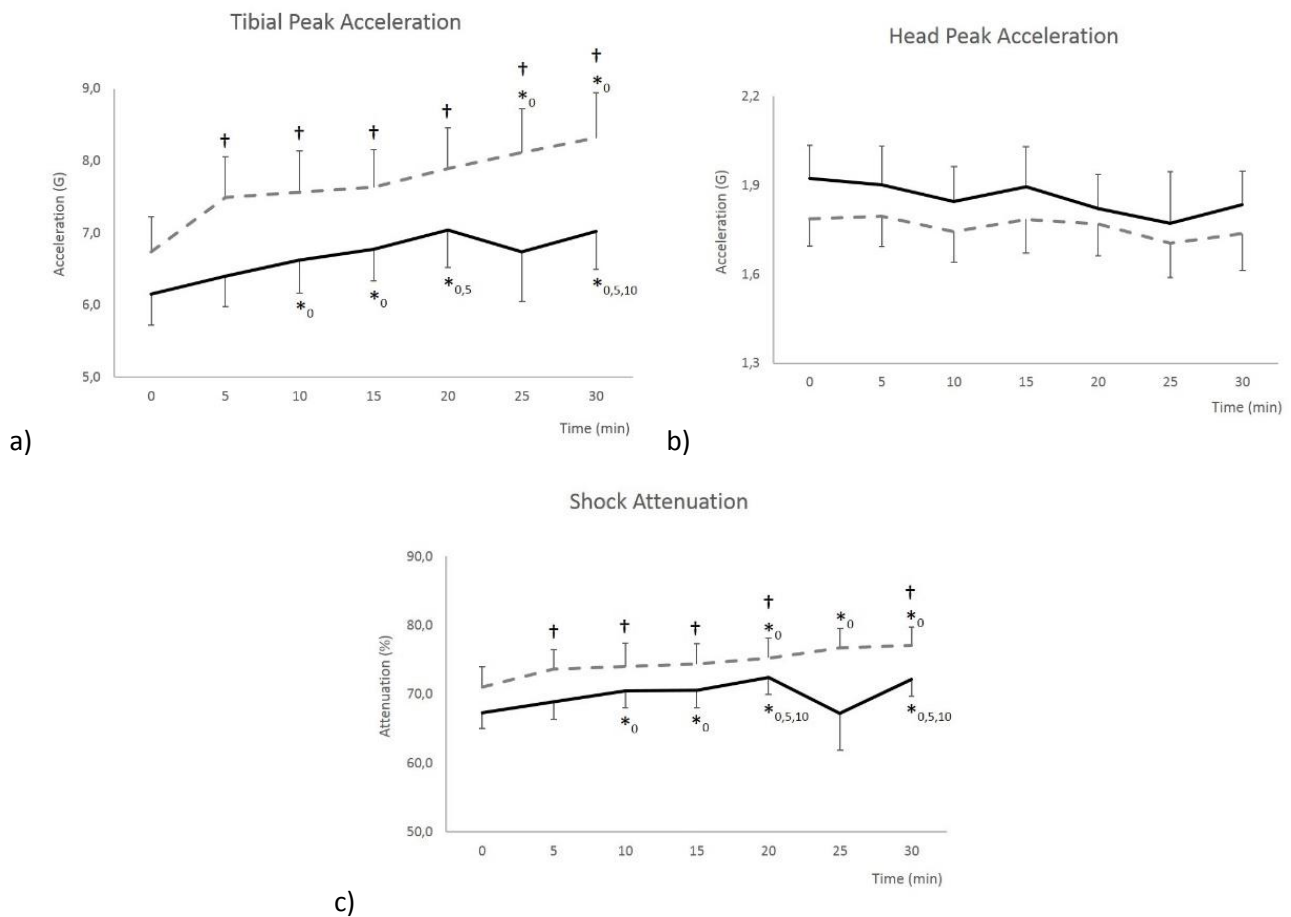 Tibial Peak Acceleration
Acceleration (G)
9,0
8,0
7,0
6,0
5,0
† † † † † †
*0 *0
*0 *0 *0,5 *0,5,10
0 5 10 15 20 25 30
Time (min)
a)
Head Peak Acceleration
Acceleration (G)
2,2
1,9
1,6
1,3
0 5 10 15 20 25 30
Time (min)
b)
Shock Attenuation
Attenuation (%)
90,0
80,0
70,0
60,0
50,0
† † † † †
*0 *0 *0
*0 *0 *0,5,10 *0,5,10
0 5 10 15 20 25 30
Time (min)
c)